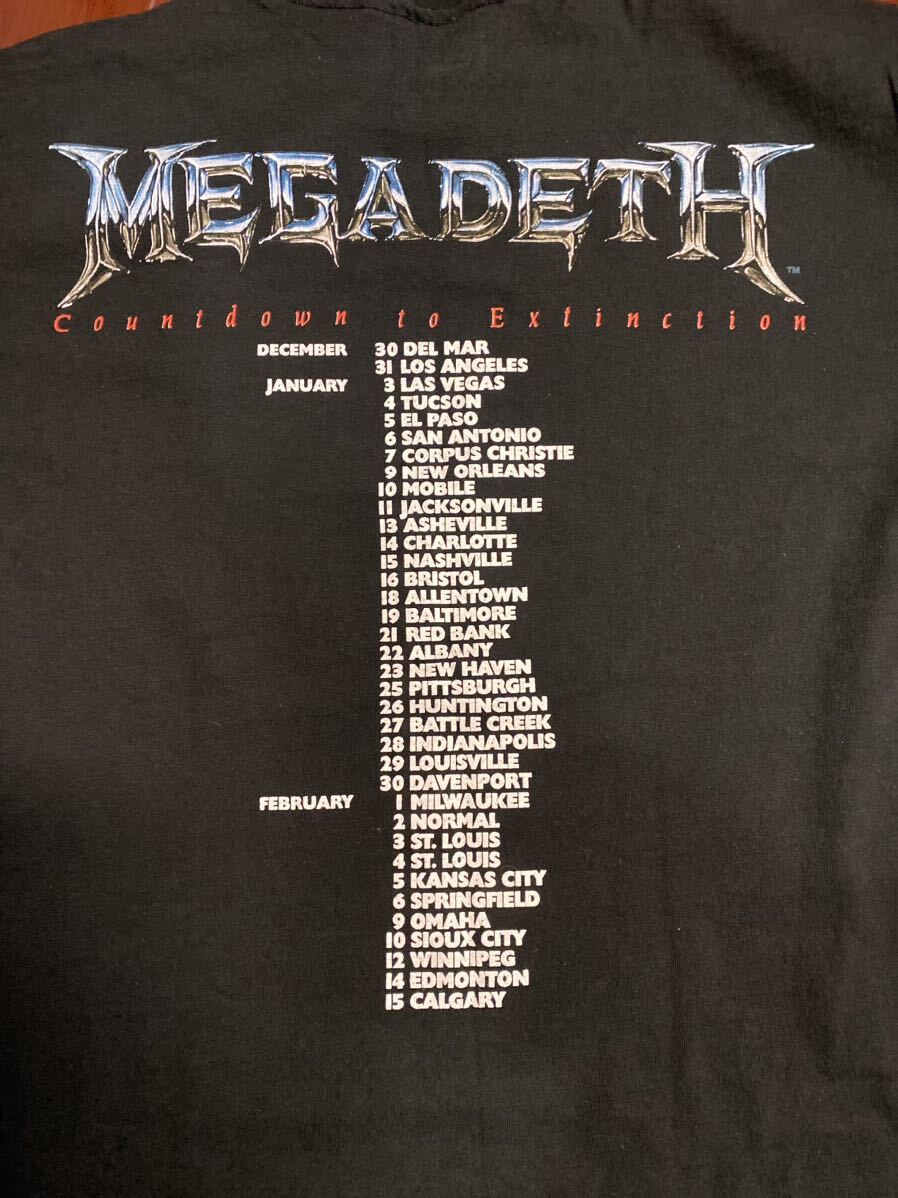 MEGADETH
TM
Countdown to Extinction
DECEMBER 30 DEL MAR
31 LOS ANGELES
JANUARY 3 LAS VEGAS
4 TUCSON
5 EL PASO
6 SAN ANTONIO
7 CORPUS CHRISTIE
9 NEW ORLEANS
10 MOBILE
11 JACKSONVILLE
13 ASHEVILLE
14 CHARLOTTE
15 NASHVILLE
16 BRISTOL
18 ALLENTOWN
19 BALTIMORE
21 RED BANK
22 ALBANY
23 NEW HAVEN
25 PITTSBURGH
26 HUNTINGTON
27 BATTLE CREEK
28 INDIANAPOLIS
29 LOUISVILLE
30 DAVENPORT
FEBRUARY 1 MILWAUKEE
2 NORMAL
3 ST. LOUIS
4 ST. LOUIS
5 KANSAS CITY
6 SPRINGFIELD
9 OMAHA
10 SIOUX CITY
12 WINNIPEG
14 EDMONTON
15 CALGARY